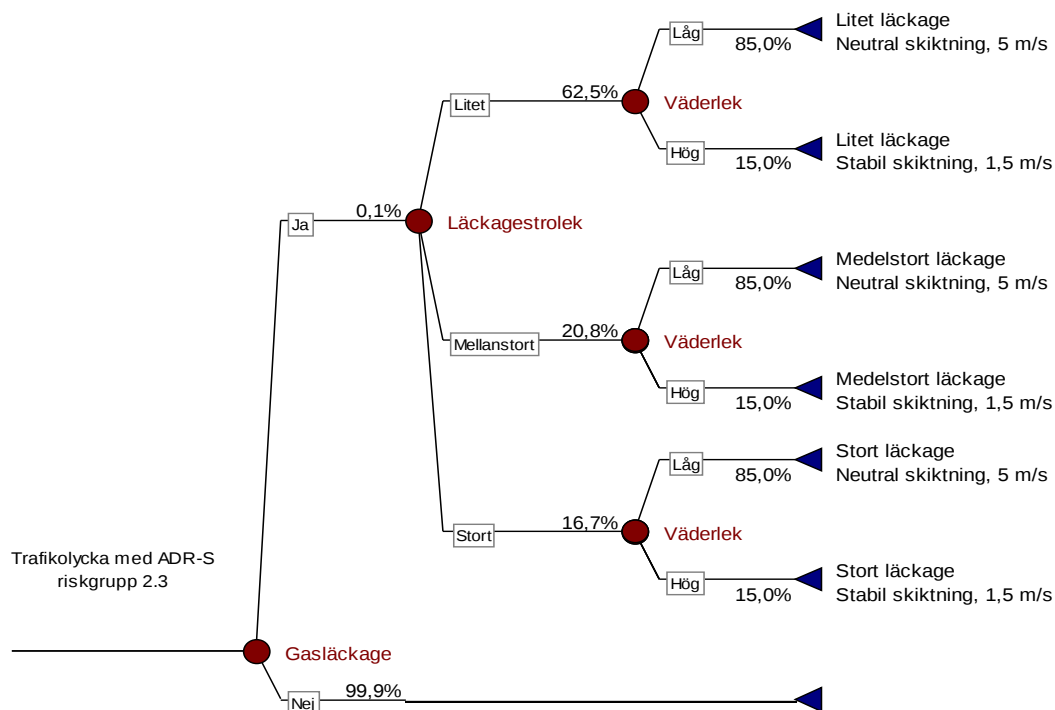 Litet läckage
Låg
85,0%
Neutral skiktning, 5 m/s
Litet
62,5%
Väderlek
Litet läckage
Hög
15,0%
Stabil skiktning, 1,5 m/s
Ja
0,1%
Läckagestrolek
Medelstort läckage
Låg
85,0%
Neutral skiktning, 5 m/s
Mellanstort
20,8%
Väderlek
Medelstort läckage
Hög
15,0%
Stabil skiktning, 1,5 m/s
Stort läckage
Låg
85,0%
Neutral skiktning, 5 m/s
Stort
16,7%
Väderlek
Stort läckage
Hög
15,0%
Stabil skiktning, 1,5 m/s
Trafikolycka med ADR-S
riskgrupp 2.3
Gasläckage
Nej
99,9%